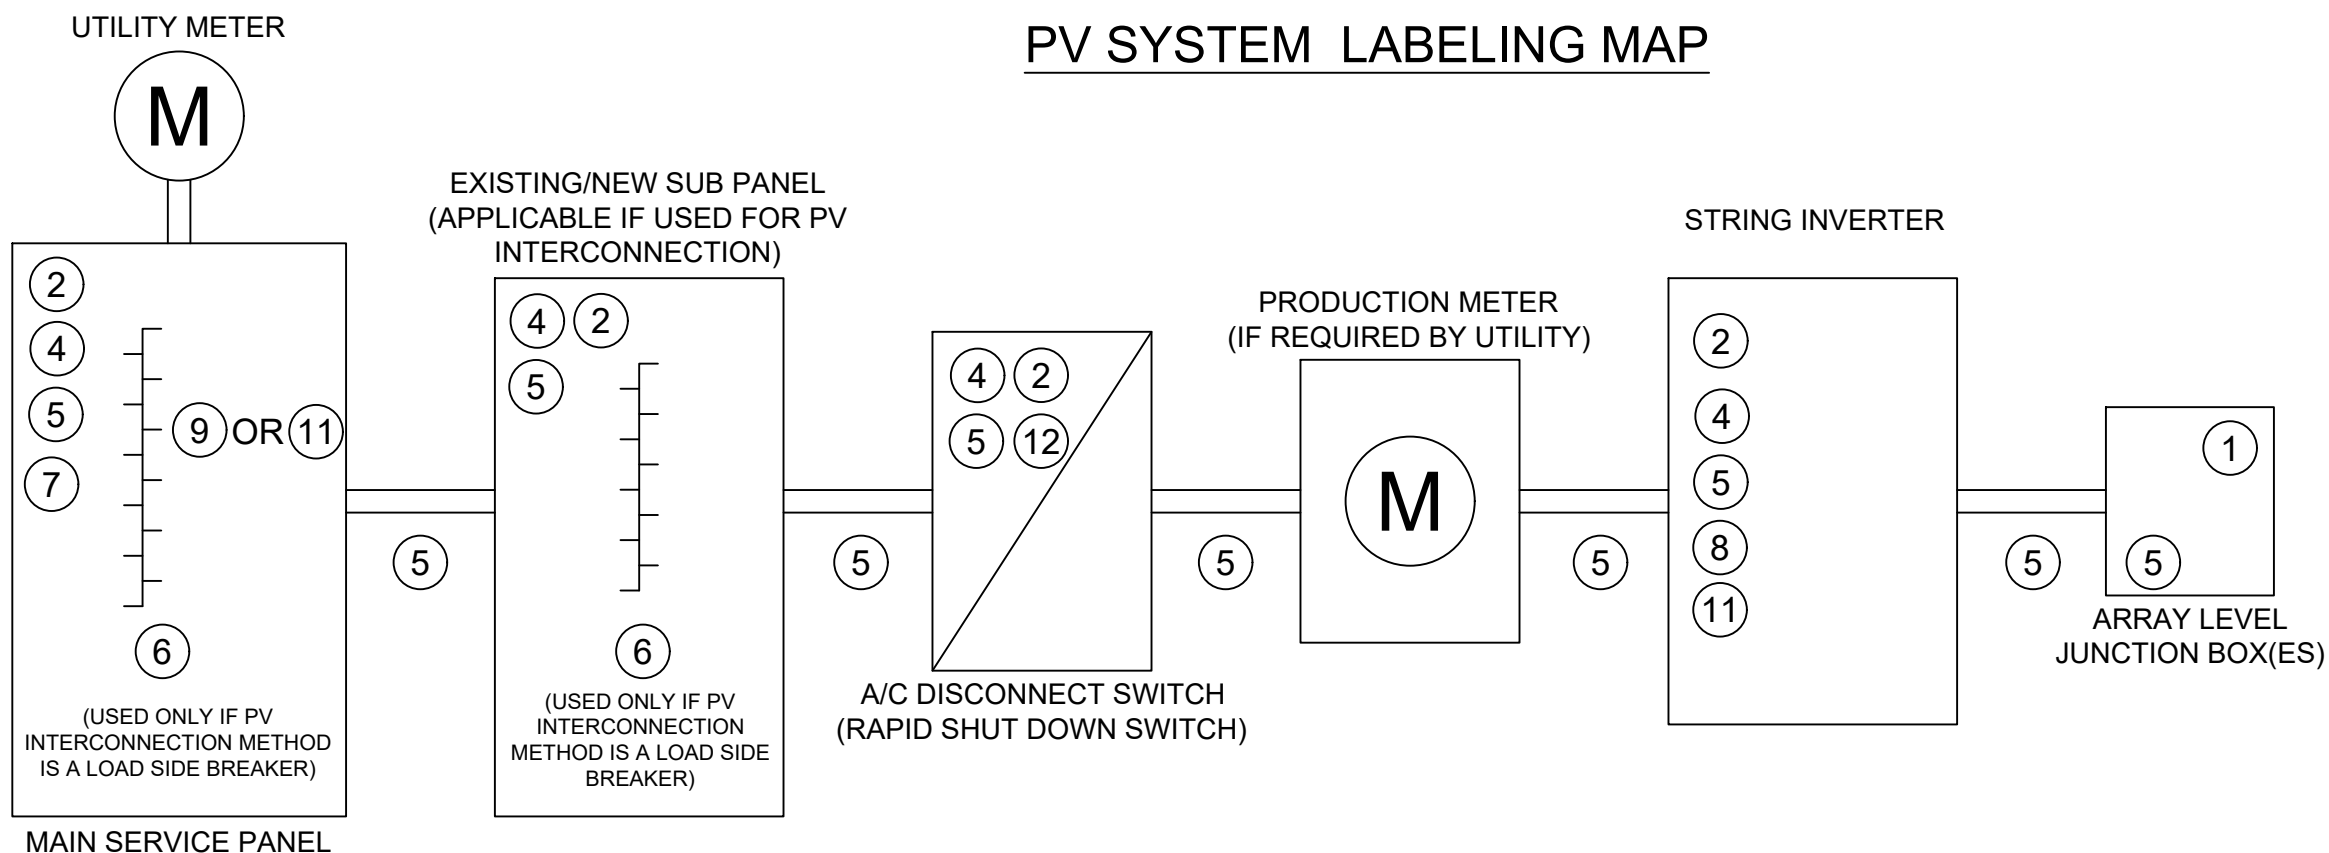 UTILITY METER
PV SYSTEM LABELING MAP
M
EXISTING/NEW SUB PANEL
(APPLICABLE IF USED FOR PV
INTERCONNECTION)
STRING INVERTER
PRODUCTION METER
(IF REQUIRED BY UTILITY)
2
4
5
7
9 OR 11
6
(USED ONLY IF PV
INTERCONNECTION METHOD
IS A LOAD SIDE BREAKER)
MAIN SERVICE PANEL
5
4 2
5
6
(USED ONLY IF PV
INTERCONNECTION
METHOD IS A LOAD SIDE
BREAKER)
5
4 2
5 12
A/C DISCONNECT SWITCH
(RAPID SHUT DOWN SWITCH)
5
M
5
2
4
5
8
11
5
1
5
ARRAY LEVEL
JUNCTION BOX(ES)